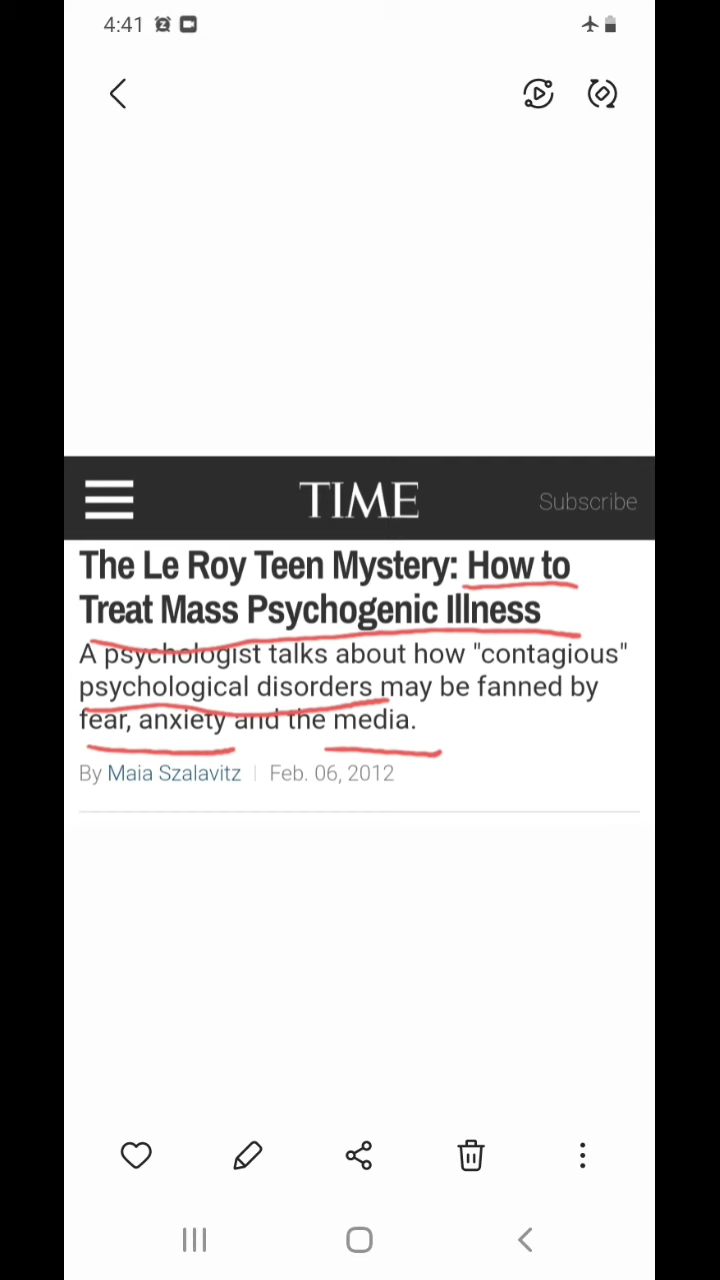 4:41
TIME
Subscribe
The Le Roy Teen Mystery: How to
Treat Mass Psychogenic Illness
A psychologist talks about how "contagious"
psychological disorders may be fanned by
fear, anxiety and the media.
By Maia Szalavitz | Feb. 06, 2012